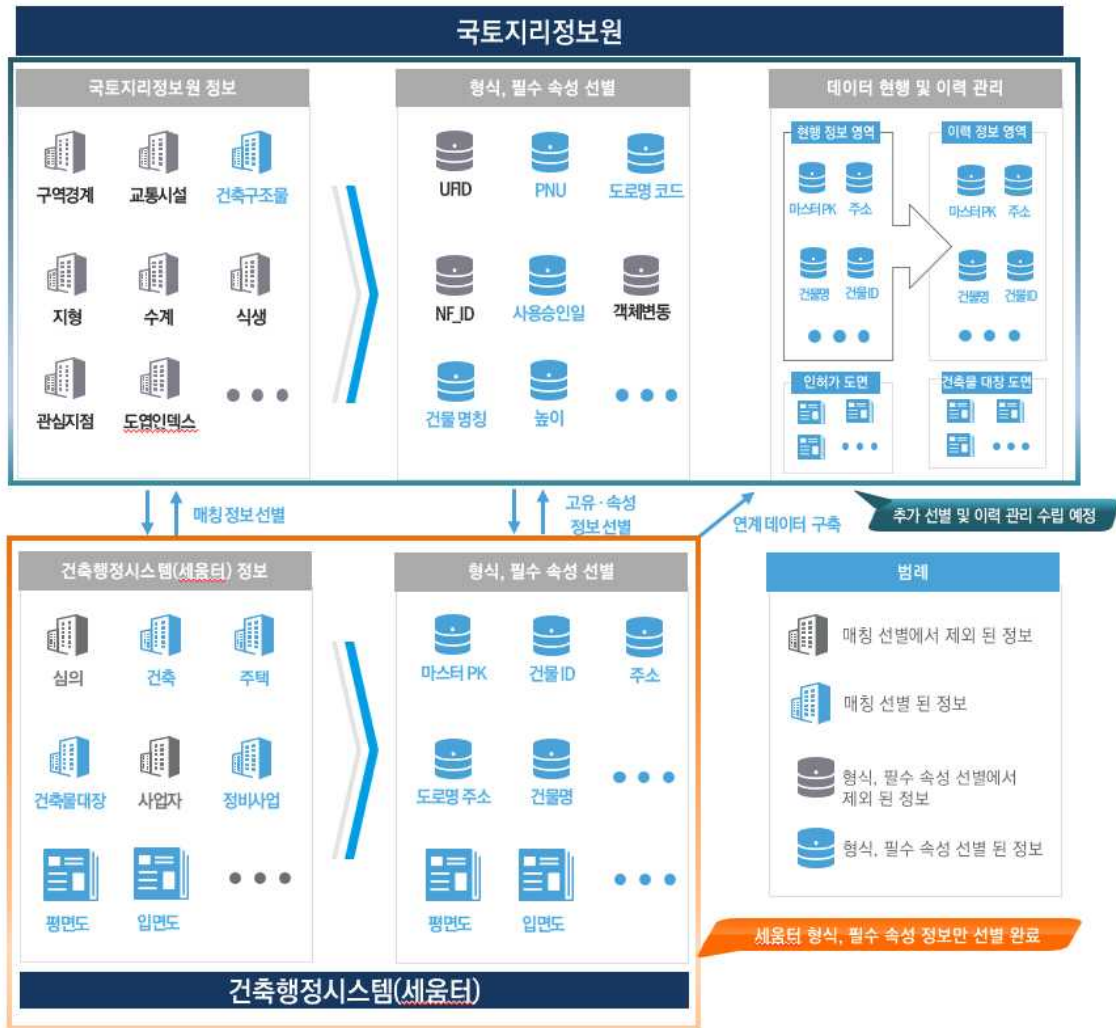 국토지리정보원
국토지리정보원 정보
구역경계 교통시설 건축구조물
지형 수계 식생
관심지점 도엽인덱스
형식, 필수 속성 선별
UFID PNU 도로명 코드
NF_ID 사용승인일 객체변동
건물 명칭 높이
데이터 현행 및 이력 관리
현행 정보 영역
마스터 PK 주소
건물명 건물ID
이력 정보 영역
마스터 PK 주소
건물명 건물ID
인허가 도면
건축물 대장 도면
매칭 정보 선별
고유·속성
정보 선별
연계 데이터 구축
추가 선별 및 이력 관리 수립 예정
건축행정시스템(세움터) 정보
심의 건축 주택
건축물대장 사업자 정비사업
평면도 입면도
형식, 필수 속성 선별
마스터 PK 건물 ID 주소
도로명 주소 건물명
평면도 입면도
범례
매칭 선별에서 제외 된 정보
매칭 선별 된 정보
형식, 필수 속성 선별에서
제외 된 정보
형식, 필수 속성 선별 된 정보
세움터 형식, 필수 속성 정보만 선별 완료
건축행정시스템(세움터)